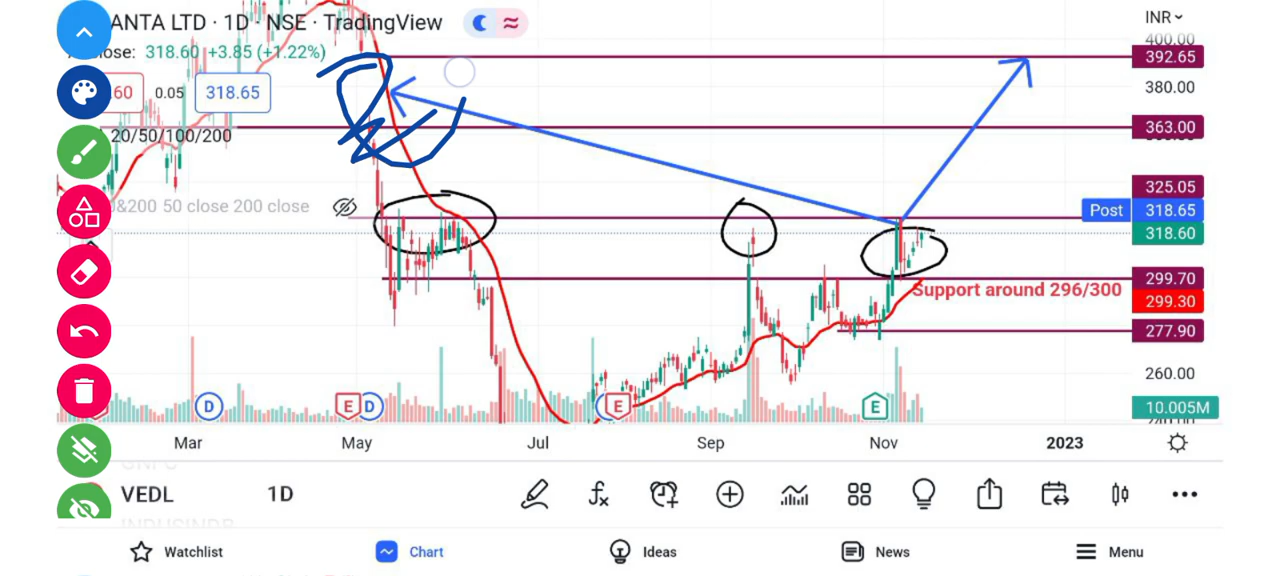 ANTA LTD · 1D · NSE · TradingView
INR
400.00
close: 318.60 +3.85 (+1.22%)
392.65
380.00
60 0.05 318.65
363.00
20/50/100/200
325.05
&200 50 close 200 close
Post 318.65
318.60
299.70
Support around 296/300
299.30
277.90
260.00
D E D E E
10.005M
Mar May Jul Sep Nov 2023
VEDL 1D
Watchlist Chart Ideas News Menu